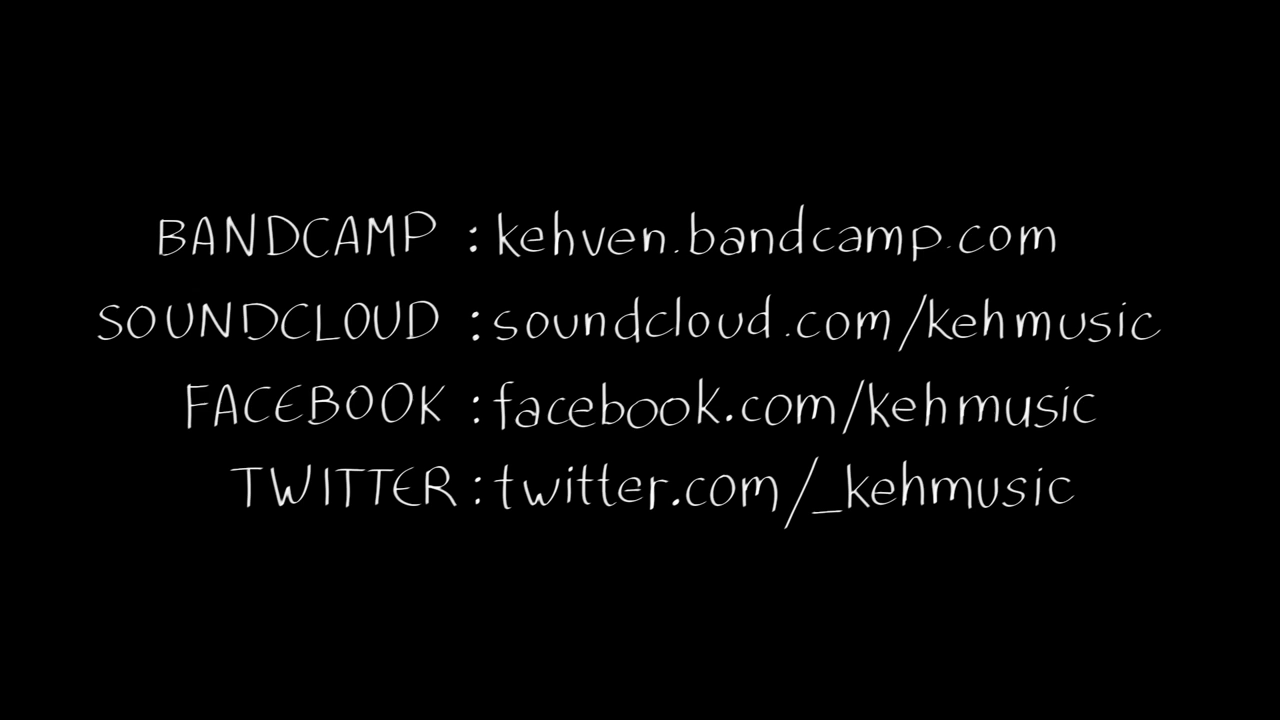 BANDCAMP : kehven.bandcamp.com
SOUNDCLOUD : soundcloud.com/kehmusic
FACEBOOK : facebook.com/kehmusic
TWITTER : twitter.com/_kehmusic